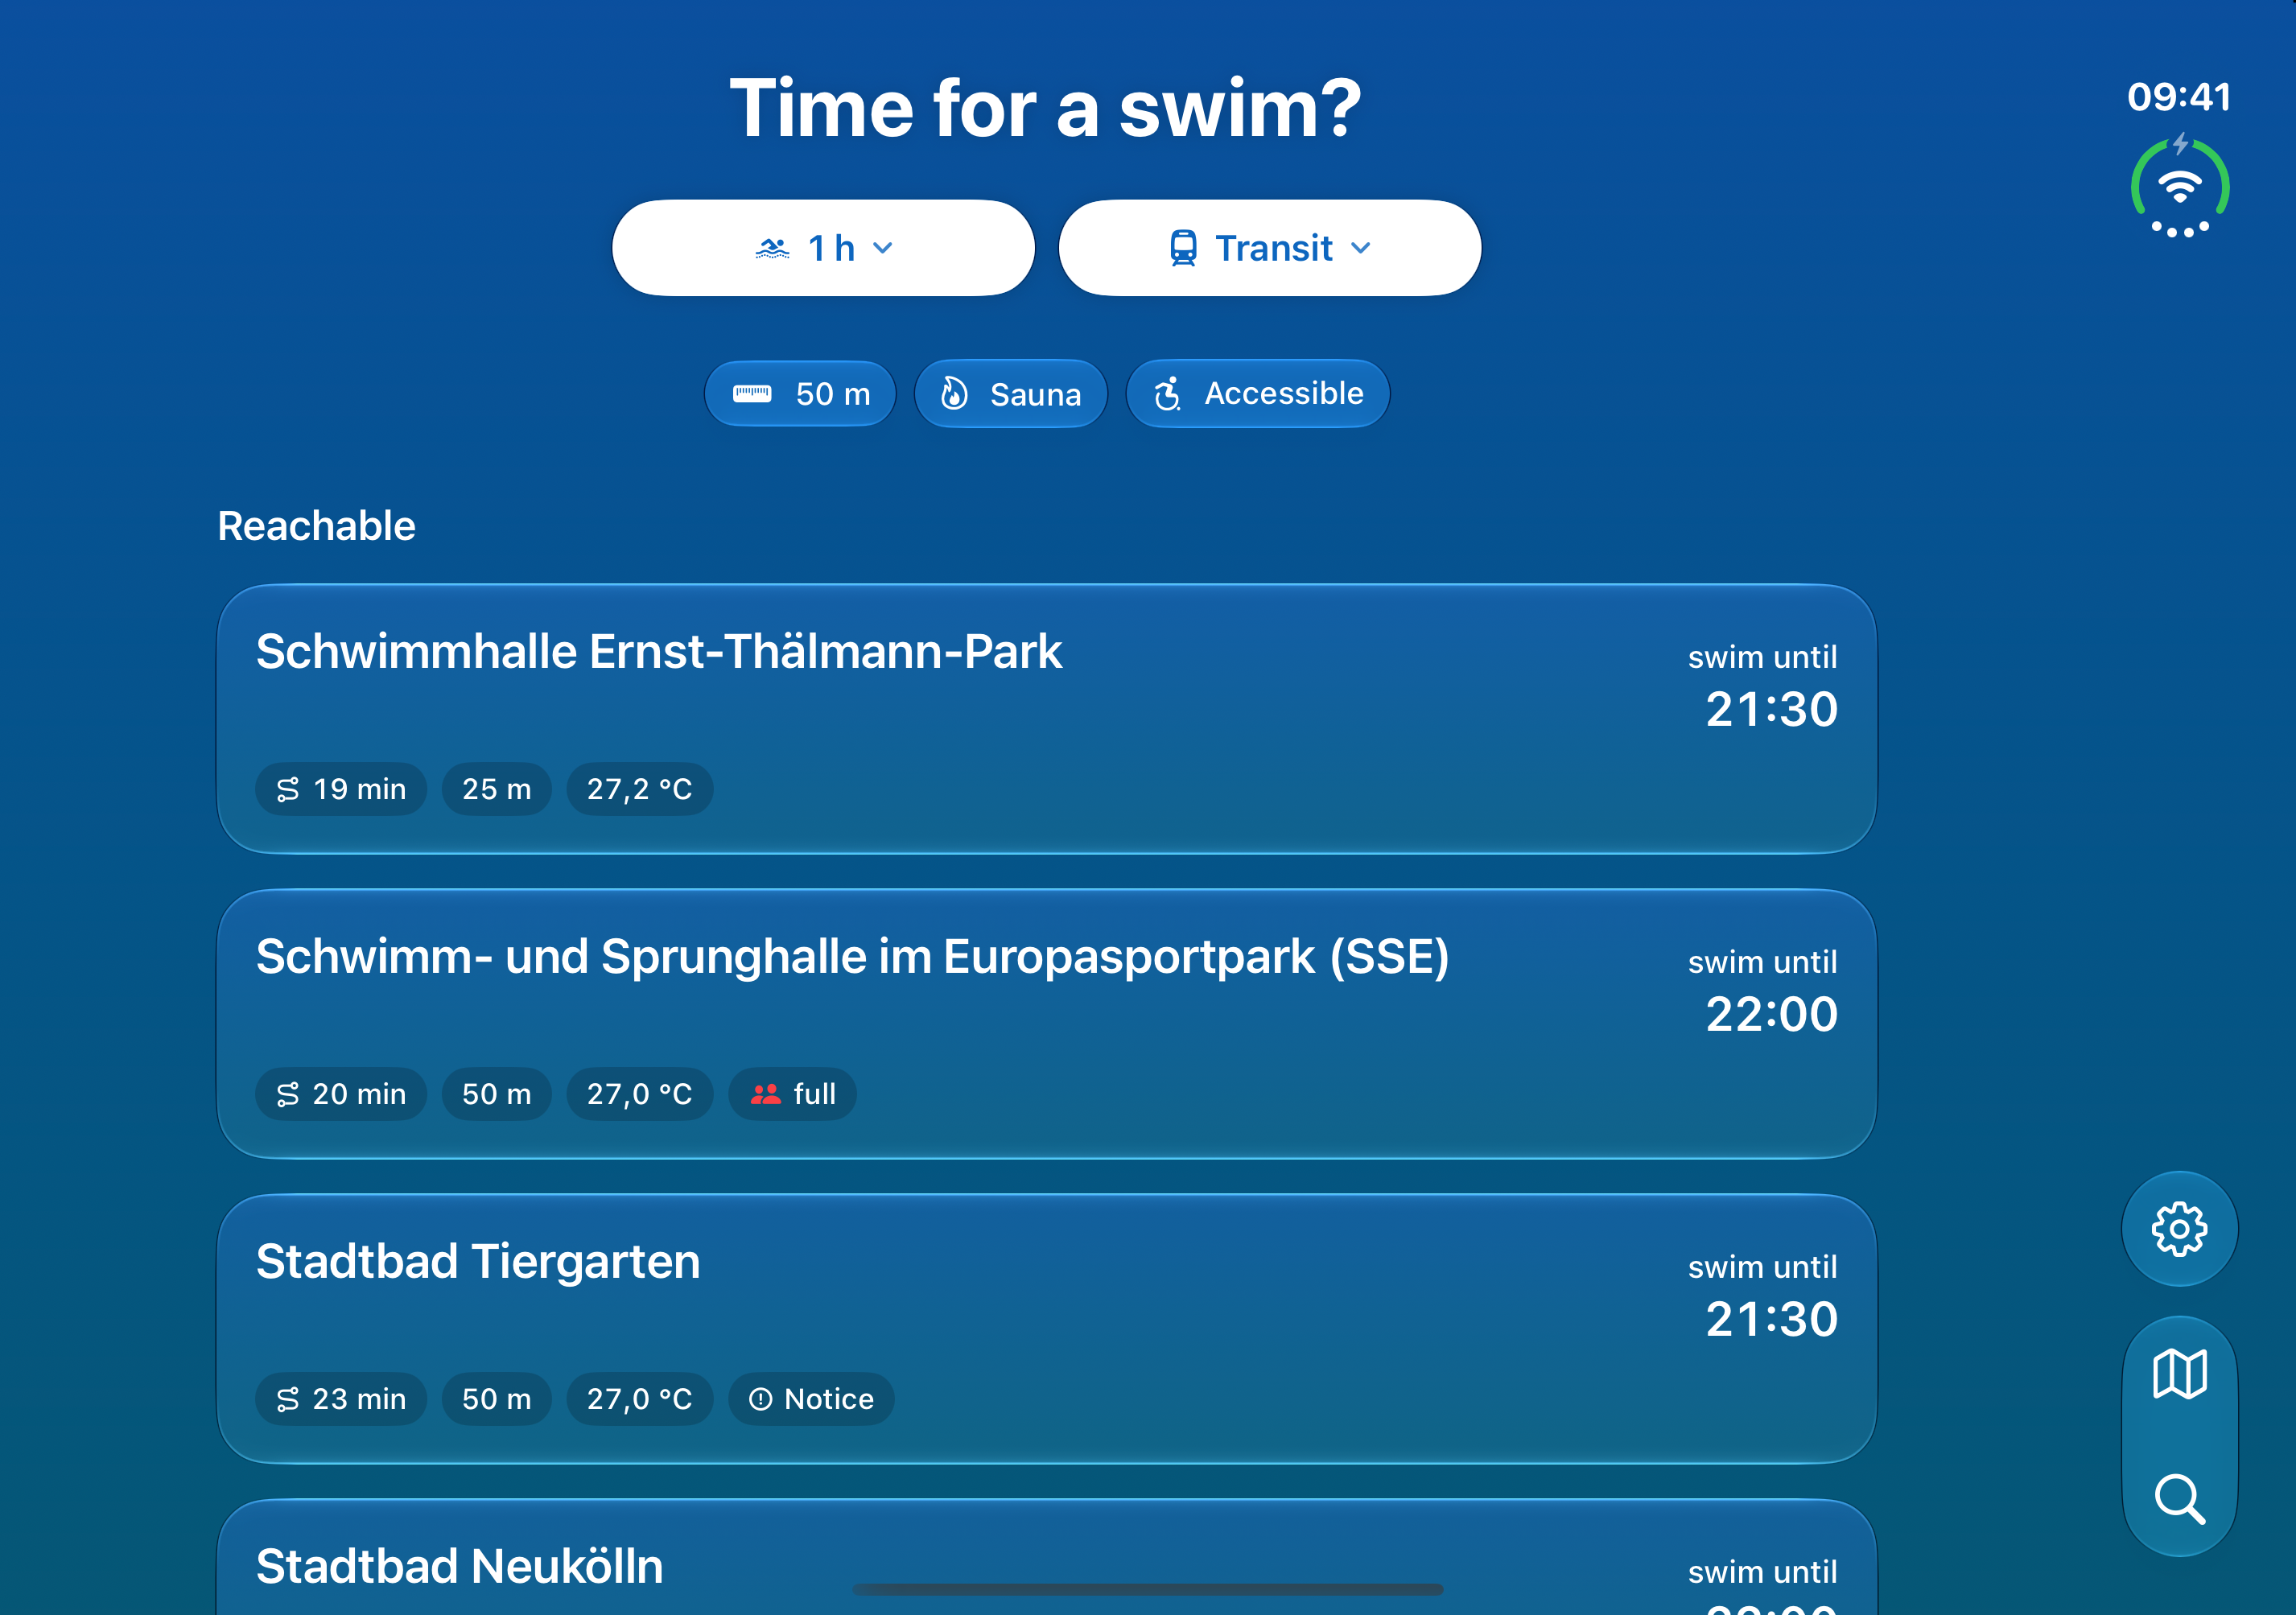 Time for a swim?
09:41
1 h
Transit
50 m
Sauna
Accessible
Reachable
Schwimmhalle Ernst-Thälmann-Park
swim until
21:30
19 min
25 m
27,2 °C
Schwimm- und Sprunghalle im Europasportpark (SSE)
swim until
22:00
20 min
50 m
27,0 °C
full
Stadtbad Tiergarten
swim until
21:30
23 min
50 m
27,0 °C
Notice
Stadtbad Neukölln
swim until